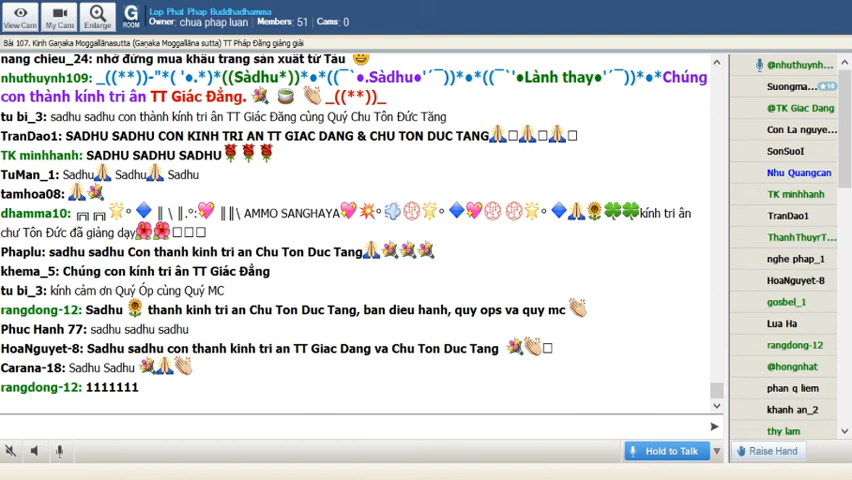 View Cam
My Cam
Enlarge
G
ROOM
Lop Phat Phap Buddhadhamma
Owner: chua phap luan Members: 51 Cams: 0
Bài 107. Kinh Gaṇaka Moggallānasutta (Gaṇaka Moggallāna sutta) TT Pháp Đăng giảng giải
nang chieu_24: nhớ đừng mua khẩu trang sản xuất từ Tàu 😄
nhuthuynh109: _((**))-"*( '●.*)*((Sàdhu*))*●*((¯`●.Sàdhu●'´¯))*●*((¯`'●Lành thay●'´¯))*●*Chúng
con thành kính tri ân TT Giác Đẳng. 💐 🍵 👏 _((**))_
tu bi_3: sadhu sadhu con thành kính tri ân TT Giác Đăng cùng Quý Chu Tôn Đức Tăng
TranDao1: SADHU SADHU CON KINH TRI AN TT GIAC DANG & CHU TON DUC TANG🙏□🙏□🙏□
TK minhhanh: SADHU SADHU SADHU🌹🌹🌹
TuMan_1: Sadhu🙏 Sadhu🙏 Sadhu
tamhoa08: 🙏💐
dhamma10: ╔╔ ╔╔ 🌟∘ 🔷 ║ \ ║.°:💖 ║║\ AMMO SANGHAYA💖💥∘💨💮🌟∘ 🔷💖💮 💮🌟∘ 🔷🙏🌻🍀🍀kính tri ân
chư Tôn Đức đã giảng dạy🌺🌺□□□
Phaplu: sadhu sadhu Con thanh kinh tri an Chu Ton Duc Tang🙏💐💐💐
khema_5: Chúng con kính tri ân TT Giác Đẳng
tu bi_3: kính cảm ơn Quý Óp cùng Quý MC
rangdong-12: Sadhu 🌻 thanh kinh tri an Chu Ton Duc Tang, ban dieu hanh, quy ops va quy mc 👏
Phuc Hanh 77: sadhu sadhu sadhu
HoaNguyet-8: Sadhu sadhu con thanh kinh tri an TT Giac Dang va Chu Ton Duc Tang 💐👏□
Carana-18: Sadhu Sadhu 💐🙏👏
rangdong-12: 1111111
@nhuthuynh...
Suongma... ★10
@TK Giac Dang
Con La nguye...
SonSuoI
Nhu Quangcan
TK minhhanh
TranDao1
ThanhThuyrT...
nghe phap_1
HoaNguyet-8
gosbel_1
Lua Ha
rangdong-12
@hongnhat
phan q liem
khanh an_2
thy lam
Hold to Talk
Raise Hand